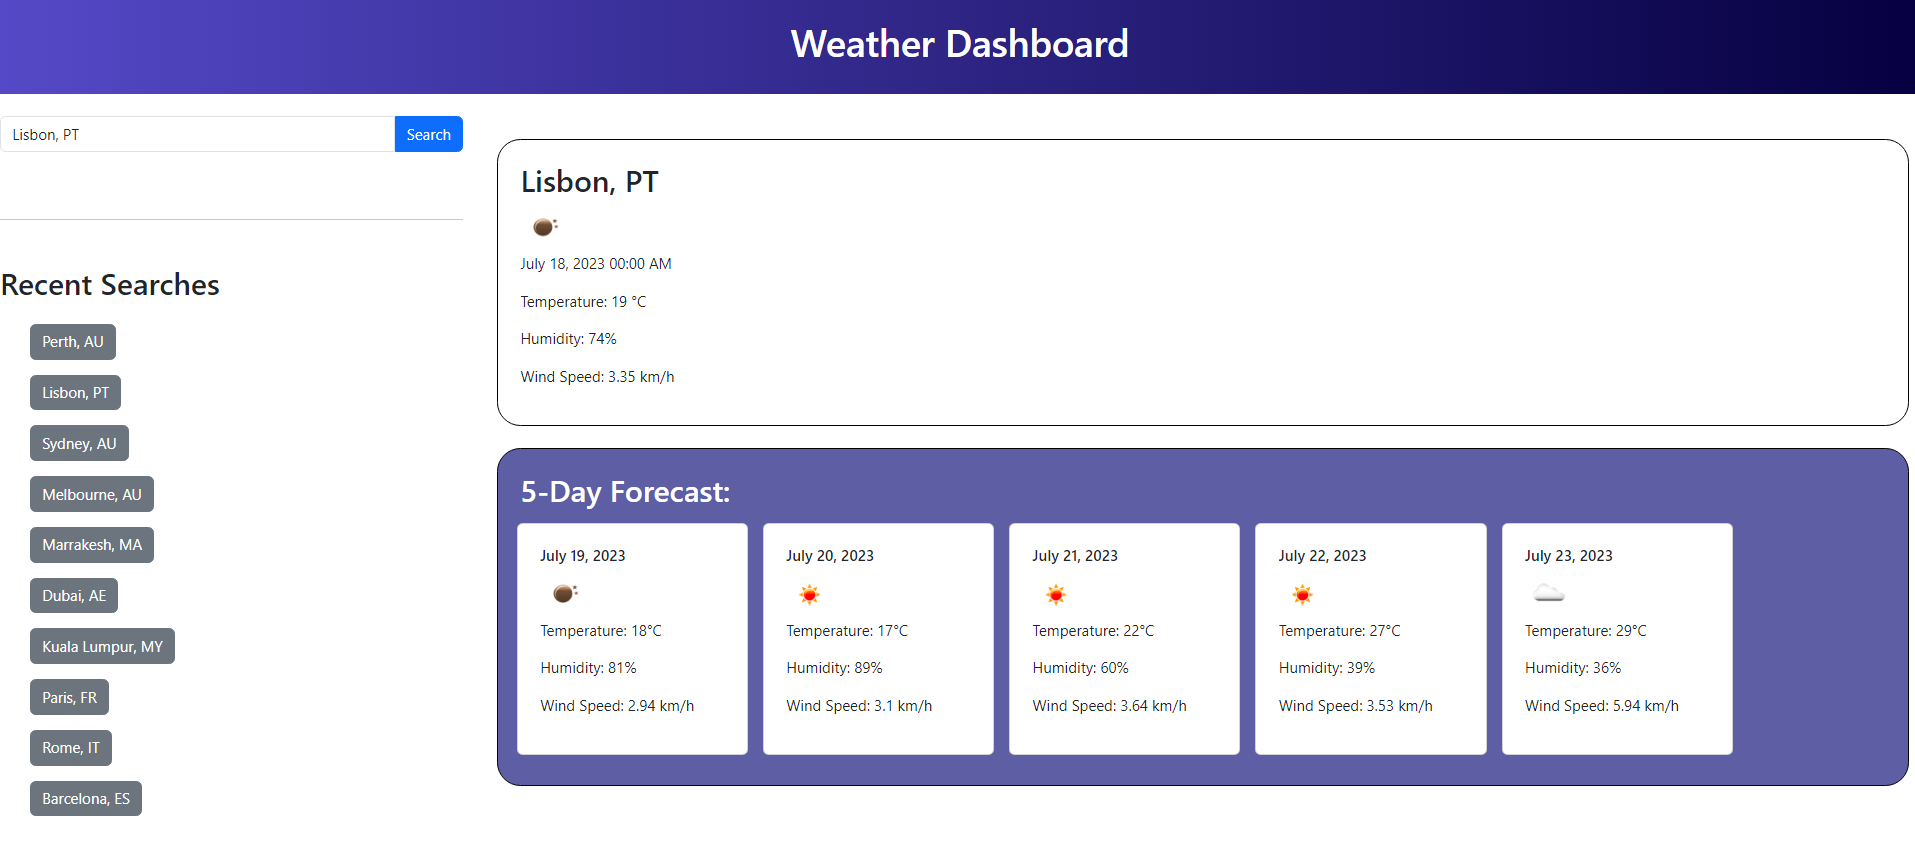 Weather Dashboard
Lisbon, PT
Search
Recent Searches
Perth, AU
Lisbon, PT
Sydney, AU
Melbourne, AU
Marrakesh, MA
Dubai, AE
Kuala Lumpur, MY
Paris, FR
Rome, IT
Barcelona, ES
Lisbon, PT
July 18, 2023 00:00 AM
Temperature: 19 °C
Humidity: 74%
Wind Speed: 3.35 km/h
5-Day Forecast:
July 19, 2023
Temperature: 18°C
Humidity: 81%
Wind Speed: 2.94 km/h
July 20, 2023
Temperature: 17°C
Humidity: 89%
Wind Speed: 3.1 km/h
July 21, 2023
Temperature: 22°C
Humidity: 60%
Wind Speed: 3.64 km/h
July 22, 2023
Temperature: 27°C
Humidity: 39%
Wind Speed: 3.53 km/h
July 23, 2023
Temperature: 29°C
Humidity: 36%
Wind Speed: 5.94 km/h